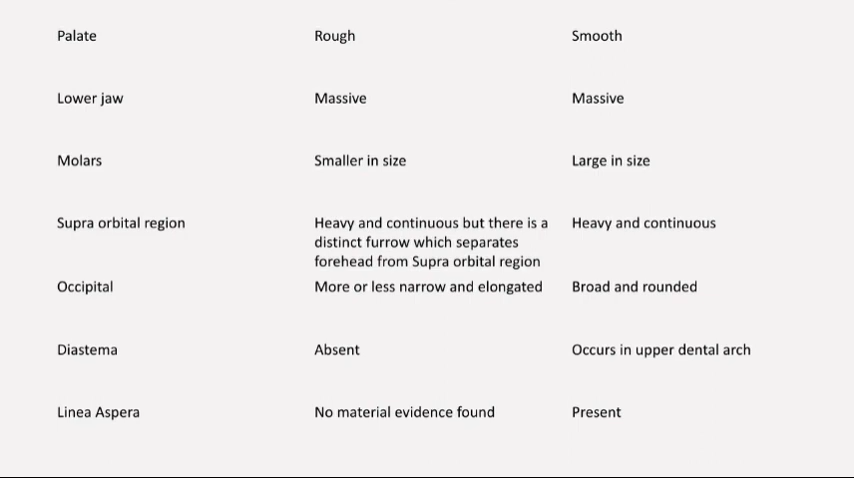 Palate Rough Smooth
Lower jaw Massive Massive
Molars Smaller in size Large in size
Supra orbital region Heavy and continuous but there is a Heavy and continuous
distinct furrow which separates
forehead from Supra orbital region
Occipital More or less narrow and elongated Broad and rounded
Diastema Absent Occurs in upper dental arch
Linea Aspera No material evidence found Present